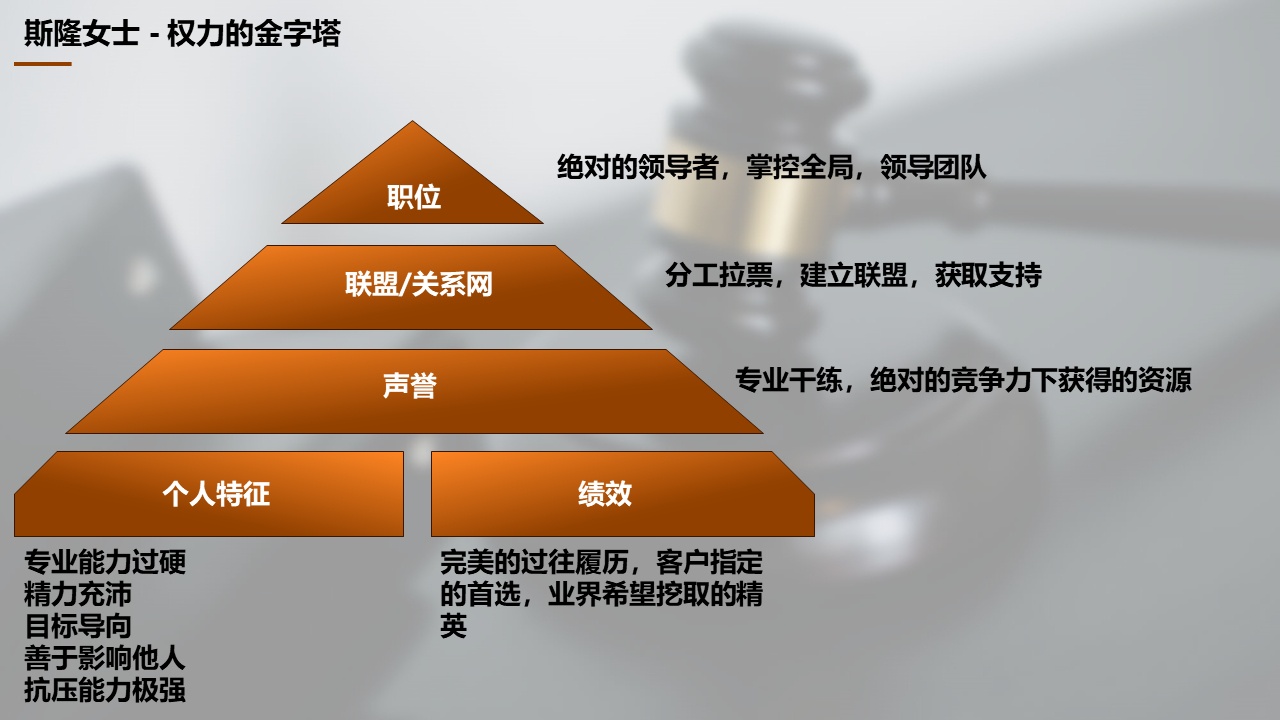 斯隆女士 - 权力的金字塔
职位
绝对的领导者，掌控全局，领导团队
联盟/关系网
分工拉票，建立联盟，获取支持
声誉
专业干练，绝对的竞争力下获得的资源
个人特征
绩效
专业能力过硬
精力充沛
目标导向
善于影响他人
抗压能力极强
完美的过往履历，客户指定
的首选，业界希望挖取的精
英